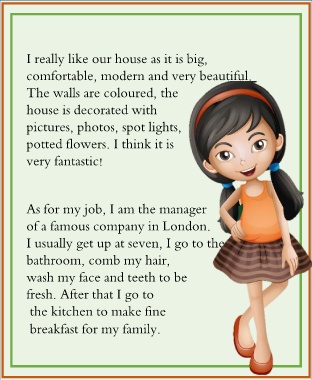 I really like our house as it is big,
comfortable, modern and very beautiful.
The walls are coloured, the
house is decorated with
pictures, photos, spot lights,
potted flowers. I think it is
very fantastic!
As for my job, I am the manager
of a famous company in London.
I usually get up at seven, I go to the
bathroom, comb my hair,
wash my face and teeth to be
fresh. After that I go to
the kitchen to make fine
breakfast for my family.